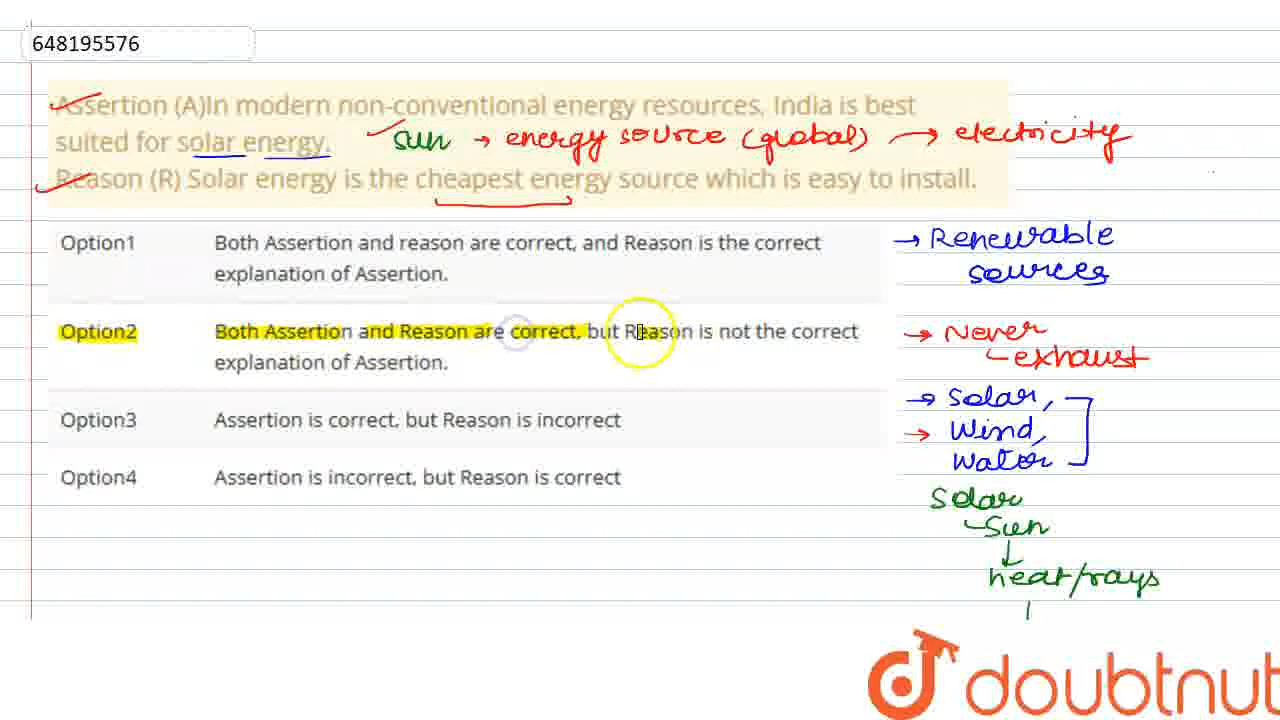 648195576
Assertion (A)In modern non-conventional energy resources, India is best
suited for solar energy.
sun → energy source (global) → electricity
Reason (R) Solar energy is the cheapest energy source which is easy to install.
Option1 Both Assertion and reason are correct, and Reason is the correct
explanation of Assertion.
→ Renewable
sources
Option2 Both Assertion and Reason are correct, but Reason is not the correct
explanation of Assertion.
→ Never
exhaust
Option3 Assertion is correct, but Reason is incorrect
Option4 Assertion is incorrect, but Reason is correct
→ Solar,
→ Wind,
Water
Solar
Sun
↓
heat/rays
doubtnut